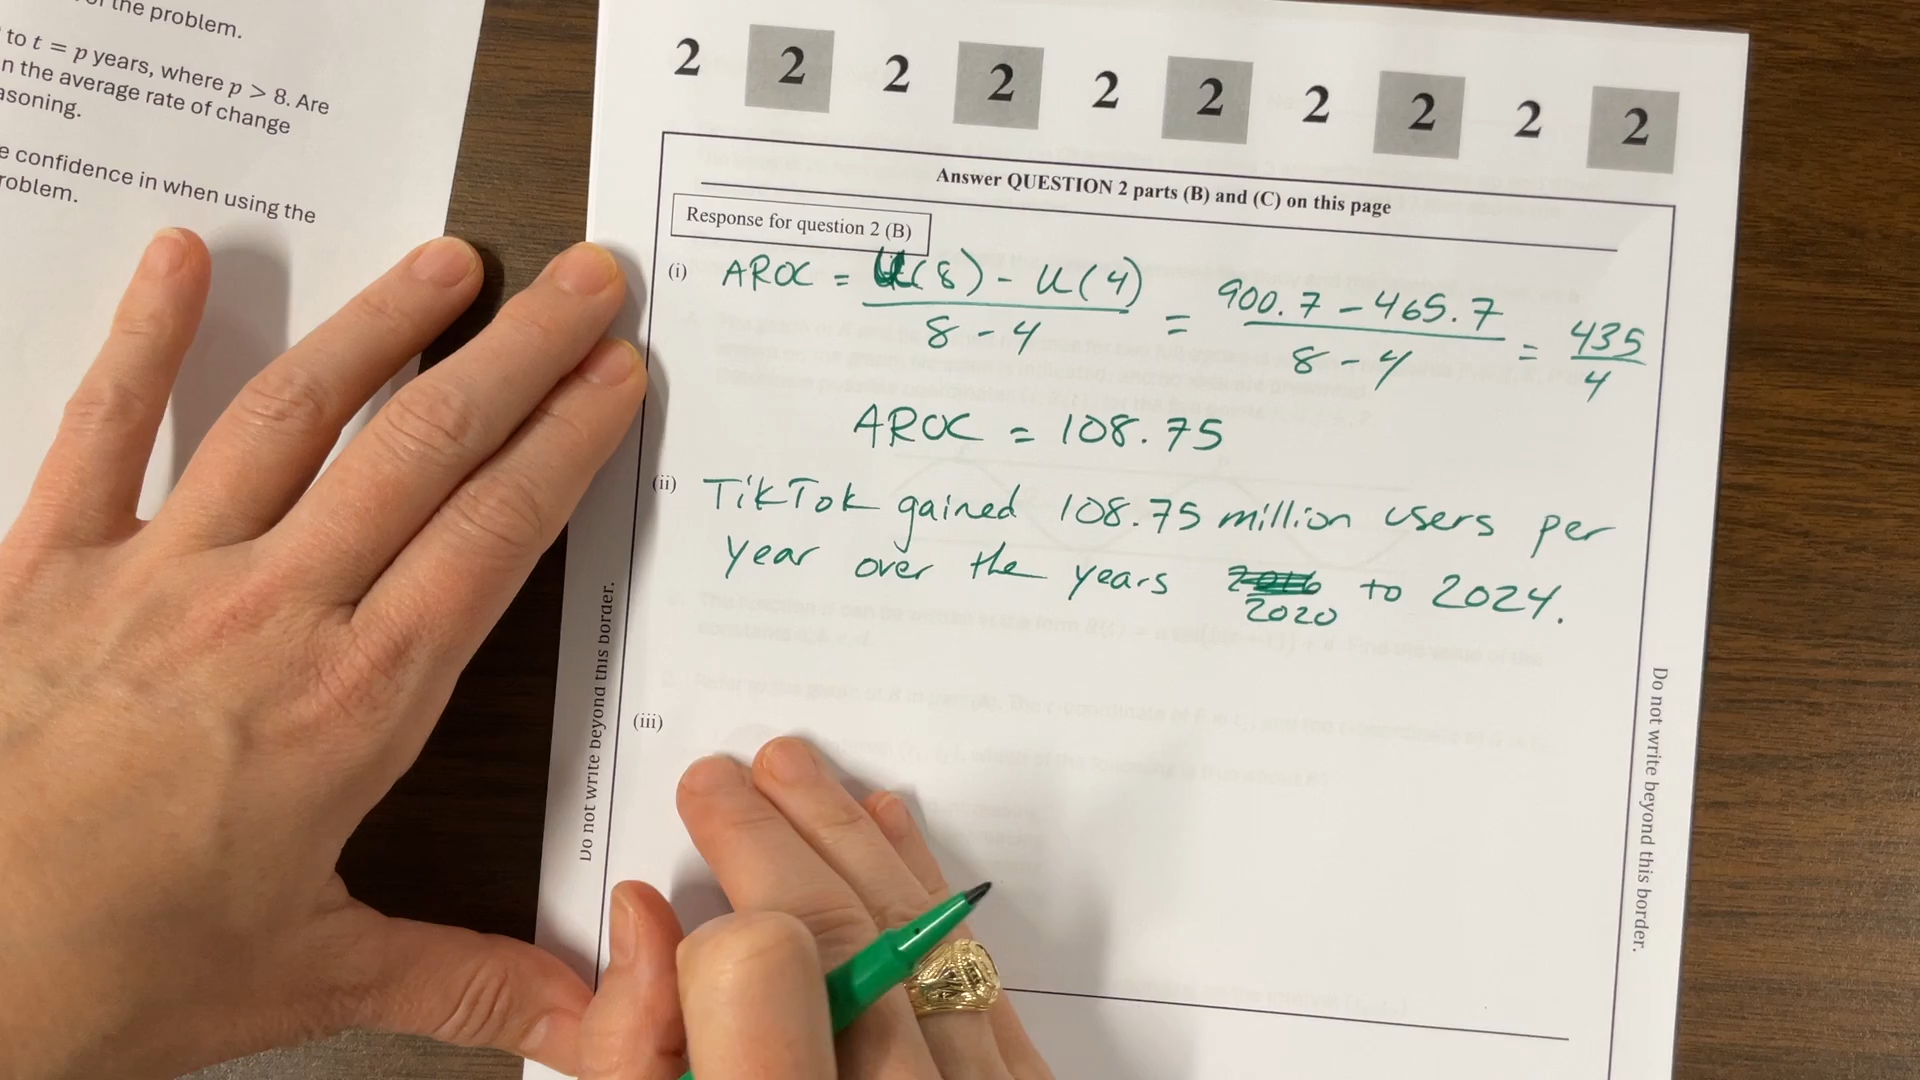 of the problem.
to t = p years, where p > 8. Are
n the average rate of change
asoning.
e confidence in when using the
roblem.
2 2 2 2 2 2 2 2 2 2
Answer QUESTION 2 parts (B) and (C) on this page
Response for question 2 (B)
(i) AROC = U(8) - U(4) / 8 - 4 = 900.7 - 465.7 / 8 - 4 = 435 / 4
AROC = 108.75
(ii) TikTok gained 108.75 million users per
year over the years 2020 to 2024.
(iii)
Do not write beyond this border.
Do not write beyond this border.